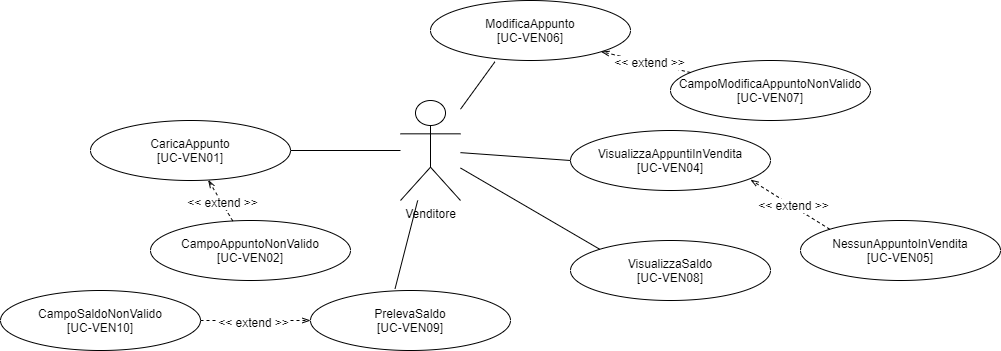 ModificaAppunto
[UC-VEN06]
<< extend >>
CampoModificaAppuntoNonValido
[UC-VEN07]
CaricaAppunto
[UC-VEN01]
VisualizzaAppuntiInVendita
[UC-VEN04]
<< extend >>
<< extend >>
Venditore
CampoAppuntoNonValido
[UC-VEN02]
NessunAppuntoInVendita
[UC-VEN05]
VisualizzaSaldo
[UC-VEN08]
CampoSaldoNonValido
[UC-VEN10]
<< extend >>
PrelevaSaldo
[UC-VEN09]